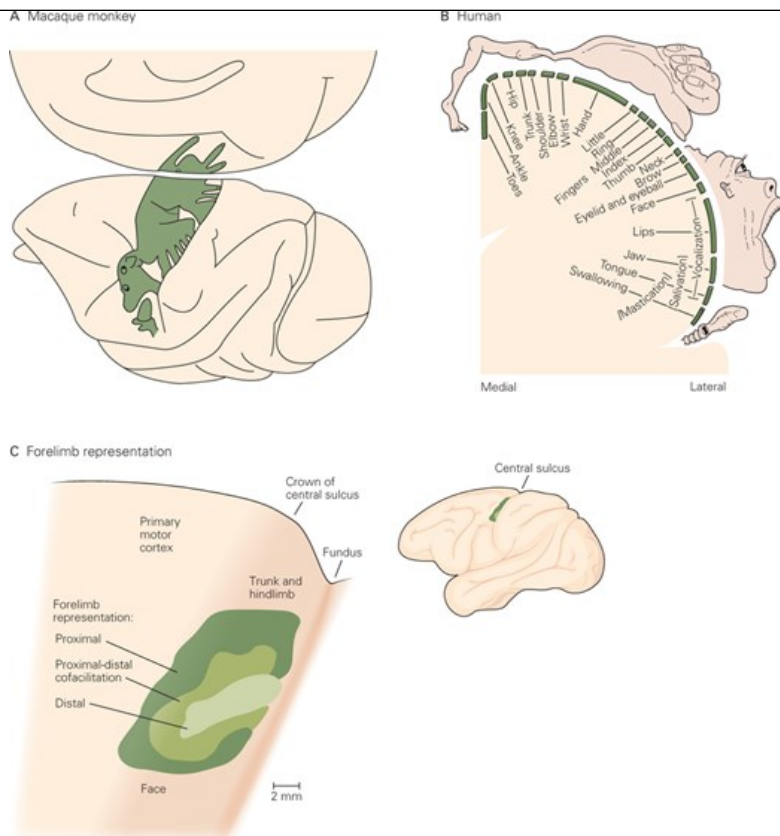 A Macaque monkey
B Human
Toes
Ankle
Knee
Hip
Trunk
Shoulder
Elbow
Wrist
Hand
Fingers
Little
Ring
Middle
Index
Thumb
Neck
Brow
Eyelid and eyeball
Face
Lips
Jaw
Tongue
Swallowing
[Mastication]
[Salivation]
[Vocalization]
Medial
Lateral
C Forelimb representation
Crown of
central sulcus
Fundus
Primary
motor
cortex
Trunk and
hindlimb
Forelimb
representation:
Proximal
Proximal-distal
cofacilitation
Distal
Face
2 mm
Central sulcus